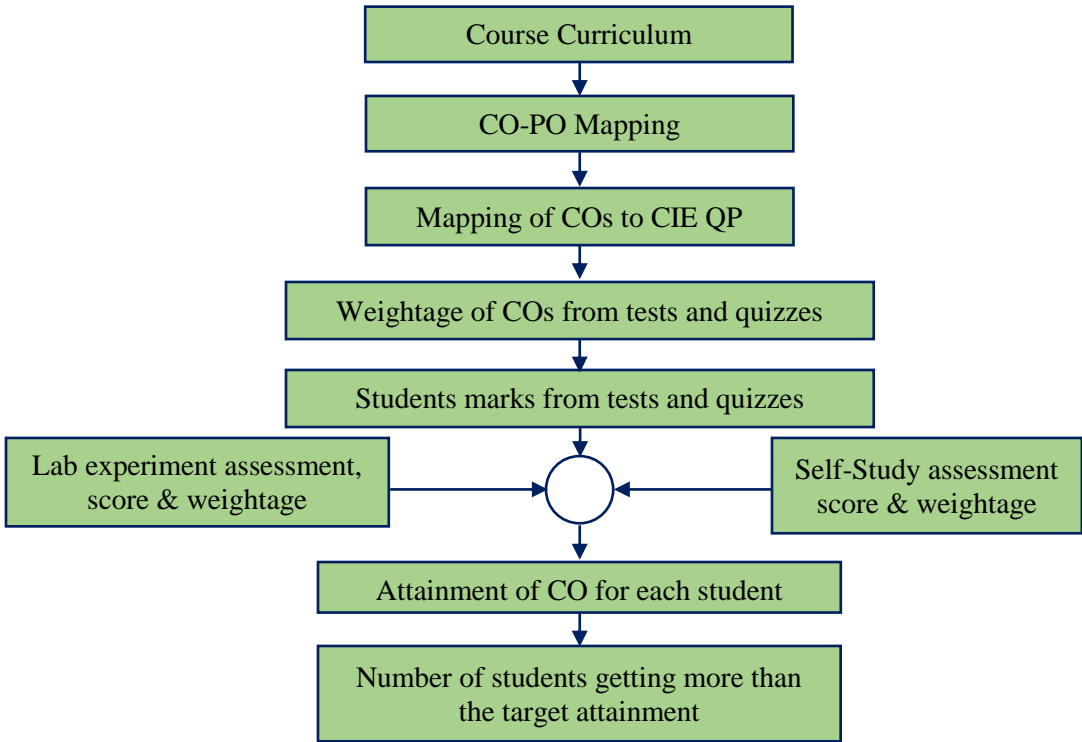 Course Curriculum
CO-PO Mapping
Mapping of COs to CIE QP
Weightage of COs from tests and quizzes
Students marks from tests and quizzes
Lab experiment assessment,
score & weightage
Self-Study assessment
score & weightage
Attainment of CO for each student
Number of students getting more than
the target attainment